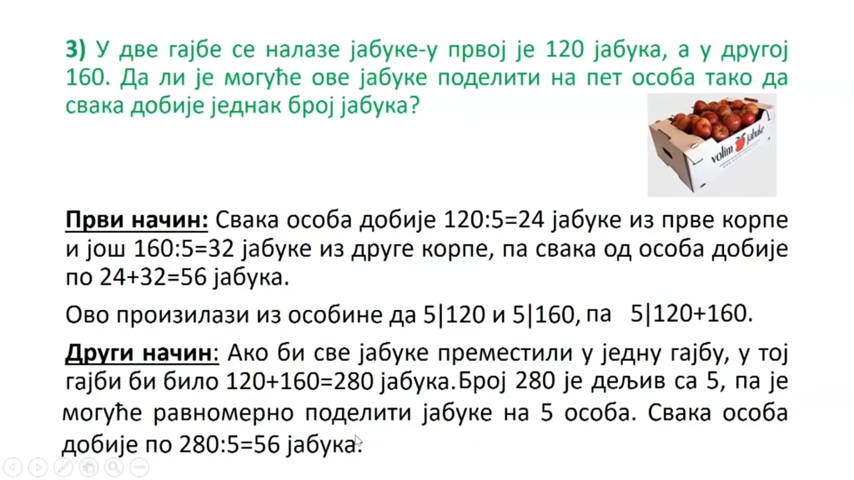 3) У две гајбе се налазе јабуке-у првој је 120 јабука, а у другој
160. Да ли је могуће ове јабуке поделити на пет особа тако да
свака добије једнак број јабука?
volim jabuke
Први начин: Свака особа добије 120:5=24 јабуке из прве корпе
и још 160:5=32 јабуке из друге корпе, па свака од особа добије
по 24+32=56 јабука.
Ово произилази из особине да 5|120 и 5|160, па 5|120+160.
Други начин: Ако би све јабуке преместили у једну гајбу, у тој
гајби би било 120+160=280 јабука.Број 280 је дељив са 5, па је
могуће равномерно поделити јабуке на 5 особа. Свака особа
добије по 280:5=56 јабука.